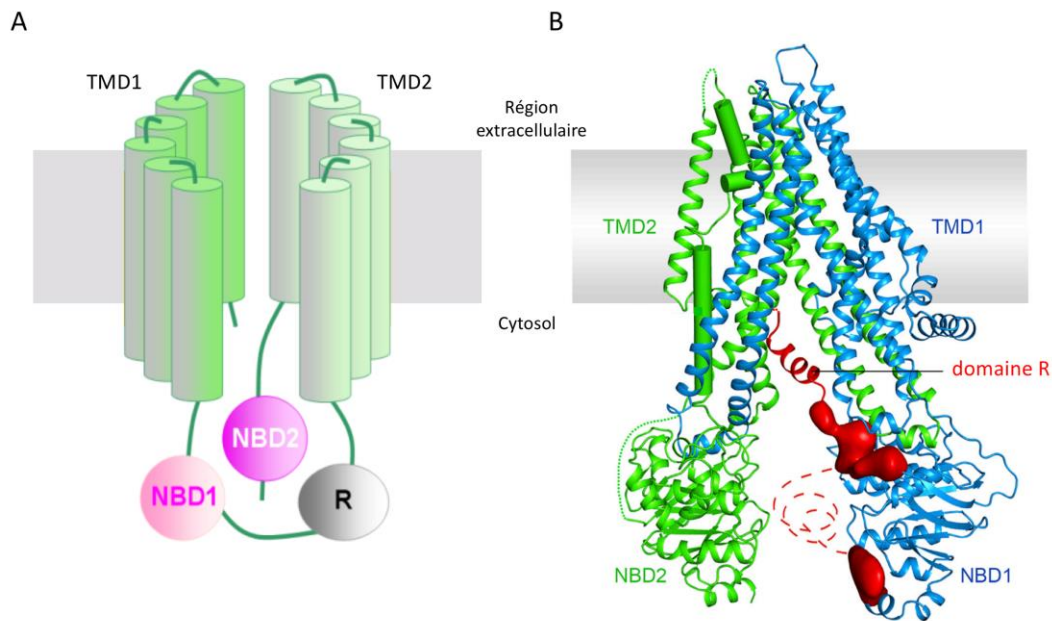 A
TMD1
TMD2
NBD2
NBD1
R
Région
extracellulaire
Cytosol
B
TMD2
TMD1
domaine R
NBD2
NBD1